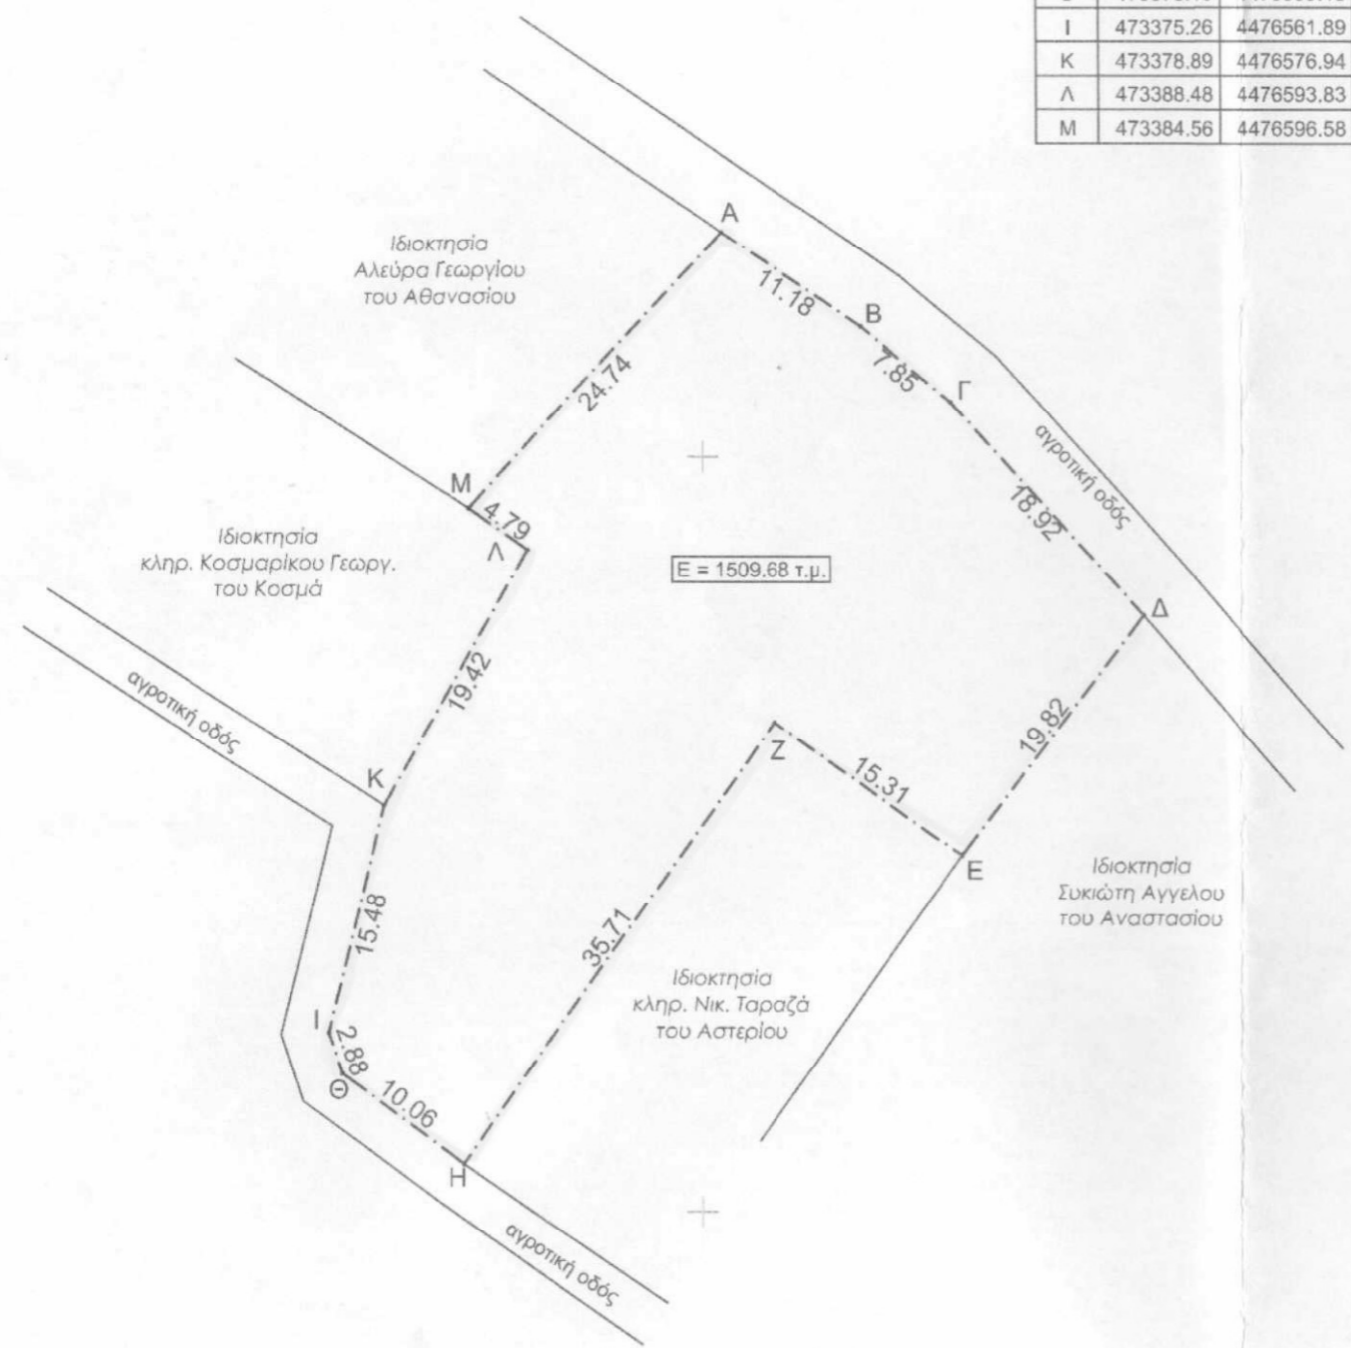 Ι 473375.26 4476561.89
Κ 473378.89 4476576.94
Λ 473388.48 4476593.83
Μ 473384.56 4476596.58
Α
Ιδιοκτησία
Αλεύρα Γεωργίου
του Αθανασίου
11.18
Β
7.85
Γ
24.74
αγροτική οδός
18.92
Μ
4.79
Λ
Ιδιοκτησία
κληρ. Κοσμαρίκου Γεωργ.
του Κοσμά
Ε = 1509.68 τ.μ.
Δ
19.42
αγροτική οδός
19.82
Ζ
15.31
Κ
Ε
Ιδιοκτησία
Συκιώτη Αγγελου
του Αναστασίου
15.48
35.71
Ιδιοκτησία
κληρ. Νικ. Ταραζά
του Αστερίου
Ι
2.88
Θ
10.06
Η
αγροτική οδός